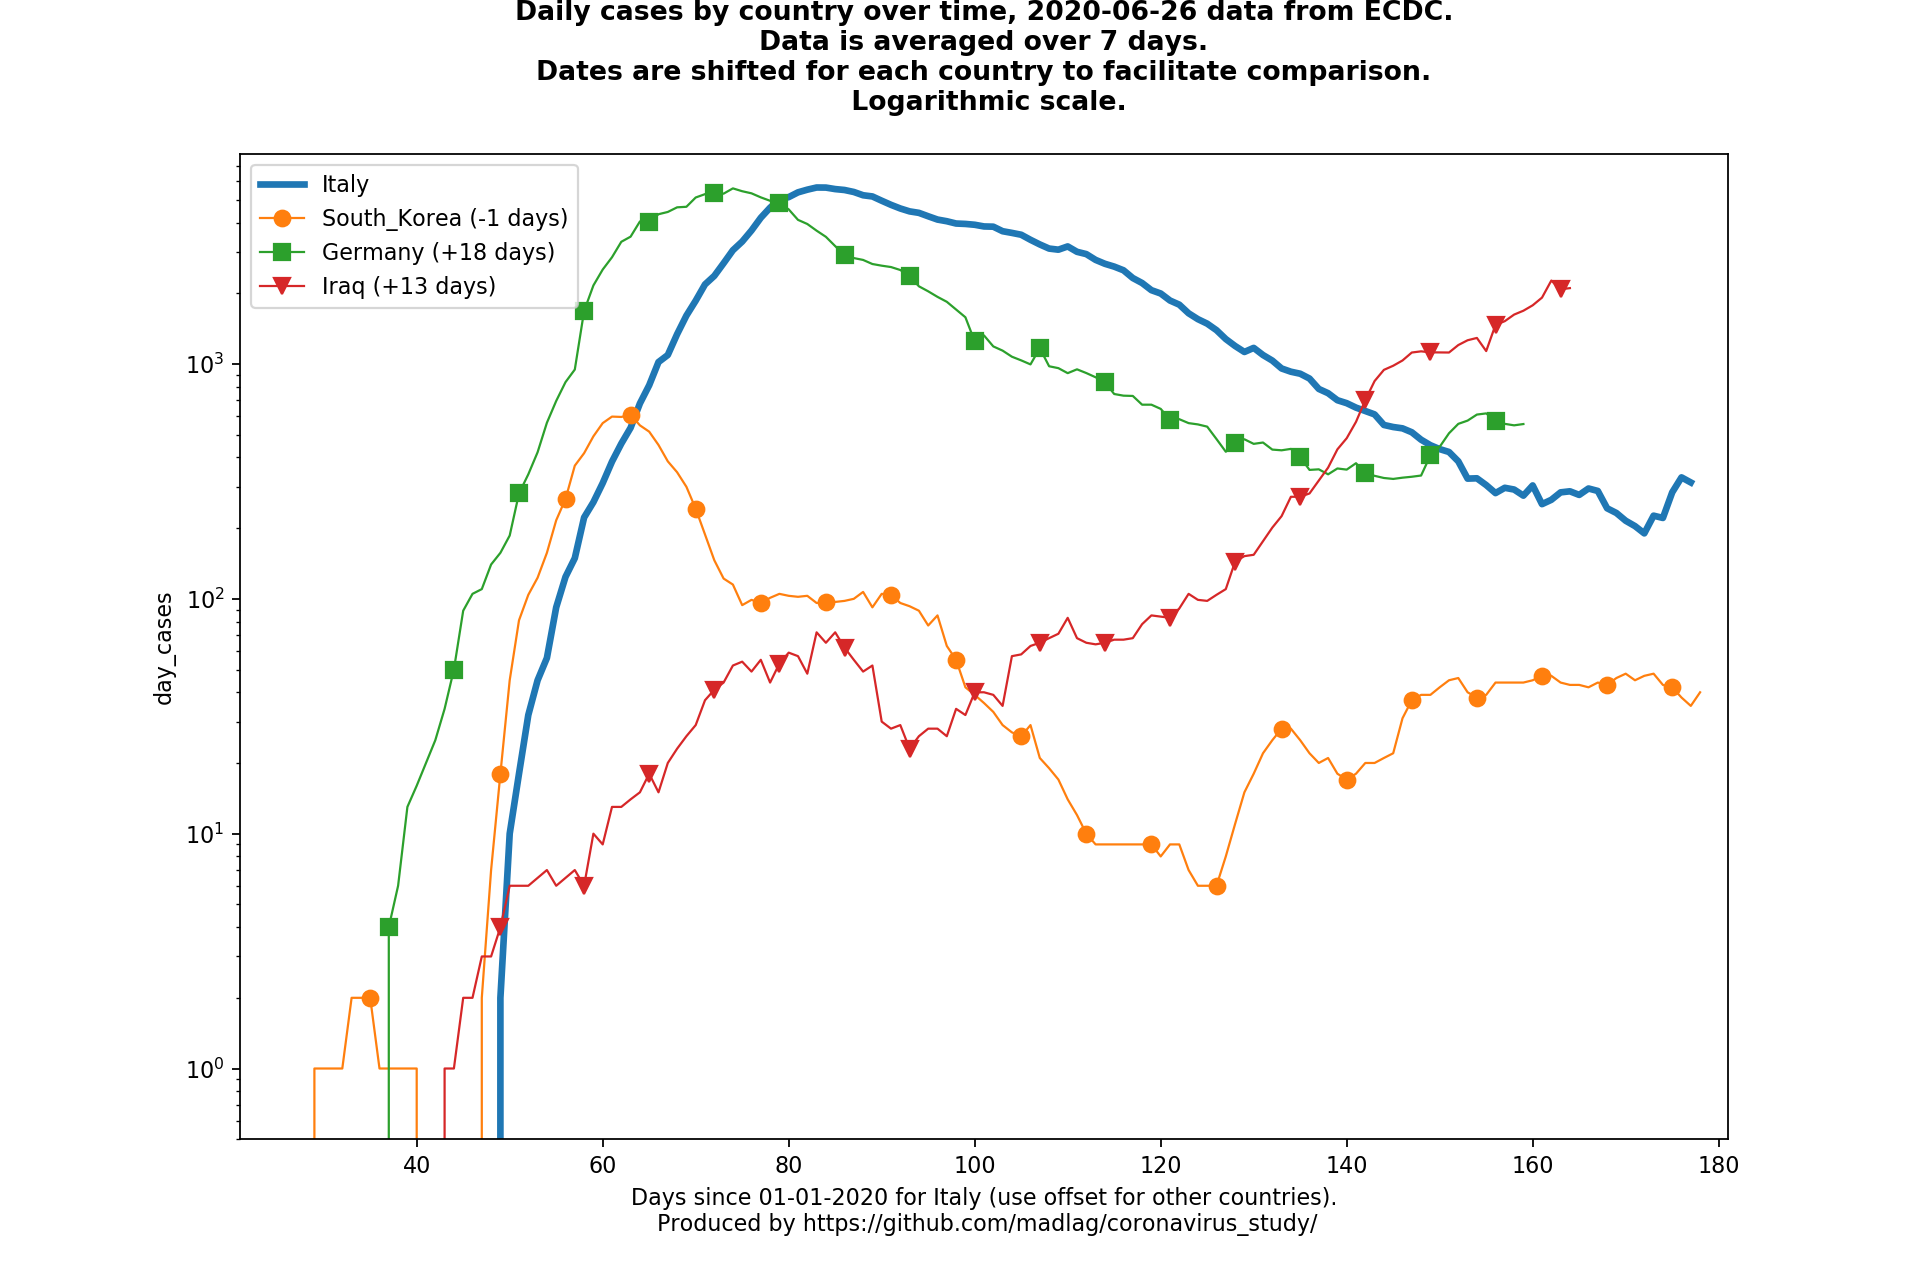 Daily cases by country over time, 2020-06-26 data from ECDC.
Data is averaged over 7 days.
Dates are shifted for each country to facilitate comparison.
Logarithmic scale.
Italy
South_Korea (-1 days)
Germany (+18 days)
Iraq (+13 days)
day_cases
10³
10²
10¹
10⁰
40 60 80 100 120 140 160 180
Days since 01-01-2020 for Italy (use offset for other countries).
Produced by https://github.com/madlag/coronavirus_study/